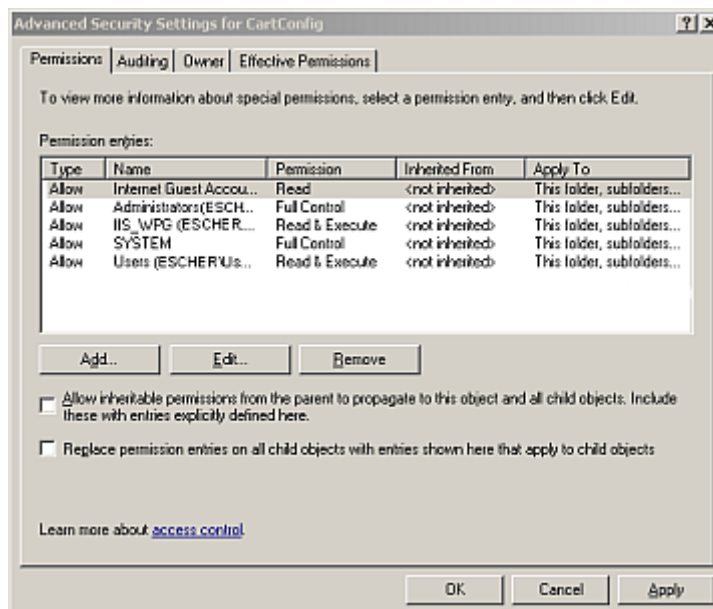 Advanced Security Settings for CartConfig
Permissions Auditing Owner Effective Permissions
To view more information about special permissions, select a permission entry, and then click Edit.
Permission entries:
Type Name Permission Inherited From Apply To
Allow Internet Guest Accou... Read <not inherited> This folder, subfolders...
Allow Administrators (ESCH... Full Control <not inherited> This folder, subfolders...
Allow IIS_WPG (ESCHER... Read & Execute <not inherited> This folder, subfolders...
Allow SYSTEM Full Control <not inherited> This folder, subfolders...
Allow Users (ESCHER\Us... Read & Execute <not inherited> This folder, subfolders...
Add... Edit... Remove
Allow inheritable permissions from the parent to propagate to this object and all child objects. Include
these with entries explicitly defined here.
Replace permission entries on all child objects with entries shown here that apply to child objects
Learn more about access control.
OK Cancel Apply